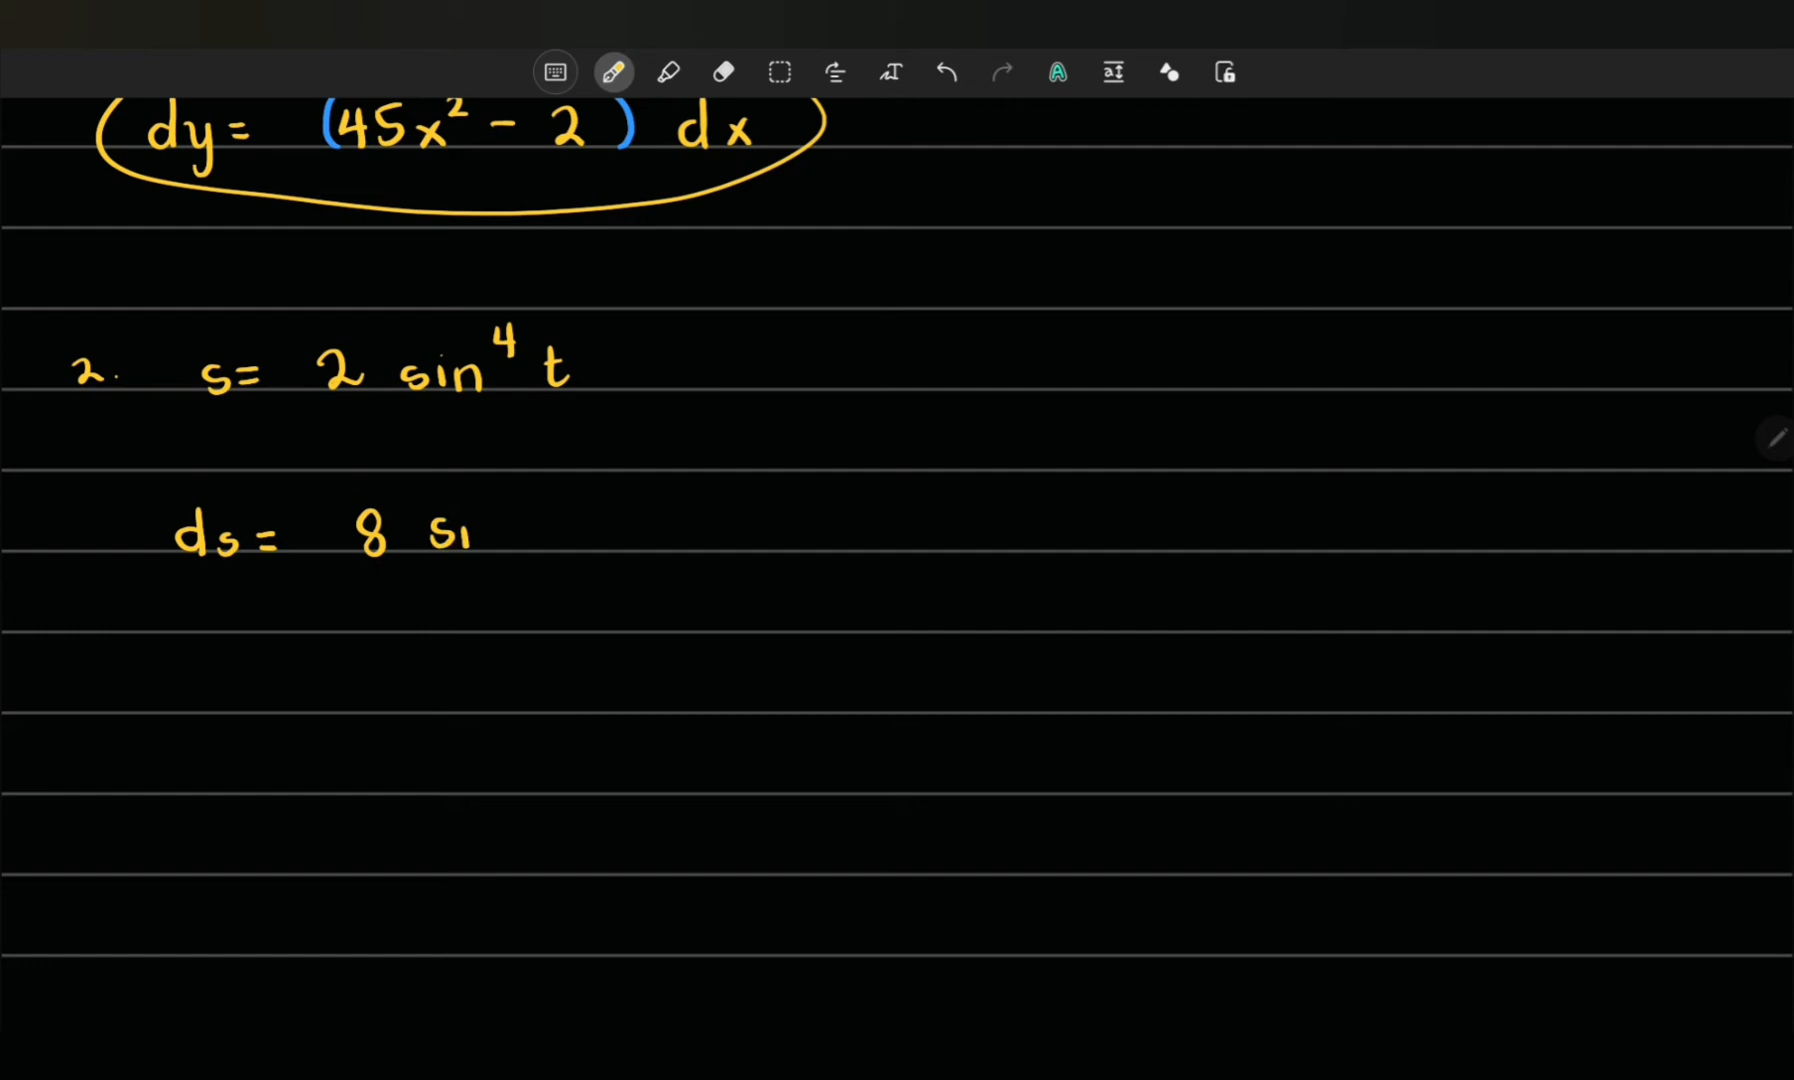 dy = (45x² - 2) dx
2. s = 2 sin⁴ t
ds = 8 si